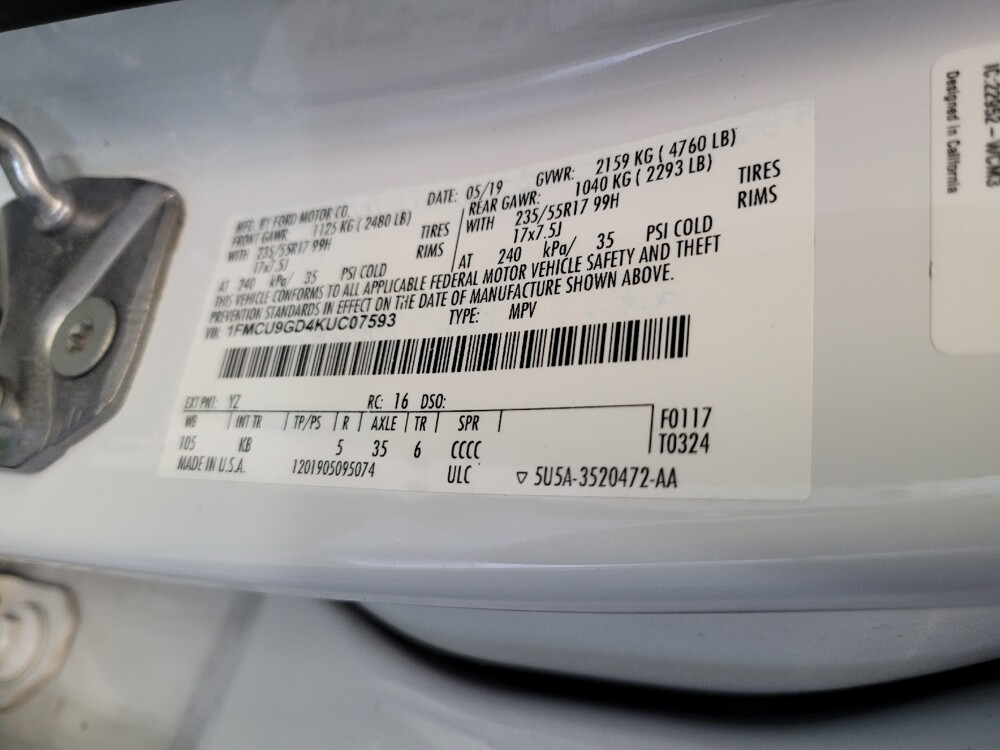 MFD. BY FORD MOTOR CO. DATE: 05/19 GVWR: 2159 KG ( 4760 LB)
FRONT GAWR: 1125 KG ( 2480 LB) REAR GAWR: 1040 KG ( 2293 LB)
WITH 235/55R17 99H TIRES WITH 235/55R17 99H TIRES
17x7.5J RIMS 17x7.5J RIMS
AT 240 kPa/ 35 PSI COLD AT 240 kPa/ 35 PSI COLD
THIS VEHICLE CONFORMS TO ALL APPLICABLE FEDERAL MOTOR VEHICLE SAFETY AND THEFT
PREVENTION STANDARDS IN EFFECT ON THE DATE OF MANUFACTURE SHOWN ABOVE.
VIN: 1FMCU9GD4KUC07593 TYPE: MPV
EXT PNT: YZ RC: 16 DSO:
WB INT TR TP/PS R AXLE TR SPR F0117
105 KB 5 35 6 CCCC T0324
MADE IN U.S.A. 1201905095074 ULC ▽ 5U5A-3520472-AA
IC:22952 – WCM3
Designed in California